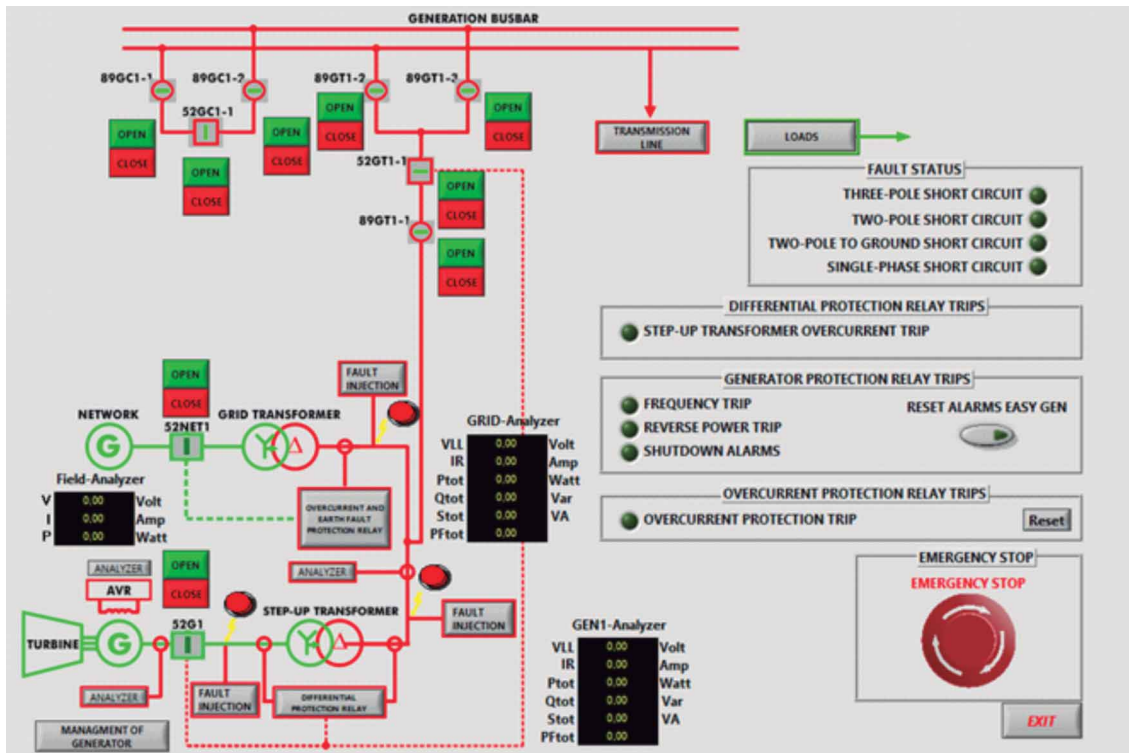 GENERATION BUSBAR
89GC1-1
89GC1-2
89GT1-2
89GT1-3
52GC1-1
OPEN
CLOSE
OPEN
CLOSE
OPEN
CLOSE
OPEN
CLOSE
OPEN
CLOSE
TRANSMISSION
LINE
LOADS
52GT1-1
OPEN
CLOSE
89GT1-1
OPEN
CLOSE
FAULT STATUS
THREE-POLE SHORT CIRCUIT
TWO-POLE SHORT CIRCUIT
TWO-POLE TO GROUND SHORT CIRCUIT
SINGLE-PHASE SHORT CIRCUIT
DIFFERENTIAL PROTECTION RELAY TRIPS
STEP-UP TRANSFORMER OVERCURRENT TRIP
GENERATOR PROTECTION RELAY TRIPS
FREQUENCY TRIP
REVERSE POWER TRIP
SHUTDOWN ALARMS
RESET ALARMS EASY GEN
OVERCURRENT PROTECTION RELAY TRIPS
OVERCURRENT PROTECTION TRIP
Reset
EMERGENCY STOP
EMERGENCY STOP
EXIT
OPEN
CLOSE
FAULT
INJECTION
NETWORK
52NET1
GRID TRANSFORMER
G
Y
Δ
Field-Analyzer
V 0,00 Volt
I 0,00 Amp
P 0,00 Watt
OVERCURRENT AND
EARTH FAULT
PROTECTION RELAY
GRID-Analyzer
VLL 0,00 Volt
IR 0,00 Amp
Ptot 0,00 Watt
Qtot 0,00 Var
Stot 0,00 VA
PFtot 0,00
ANALYZER
AVR
OPEN
CLOSE
ANALYZER
TURBINE
G
52G1
STEP-UP TRANSFORMER
Y
Δ
FAULT
INJECTION
ANALYZER
FAULT
INJECTION
DIFFERENTIAL
PROTECTION RELAY
MANAGMENT OF
GENERATOR
GEN1-Analyzer
VLL 0,00 Volt
IR 0,00 Amp
Ptot 0,00 Watt
Qtot 0,00 Var
Stot 0,00 VA
PFtot 0,00